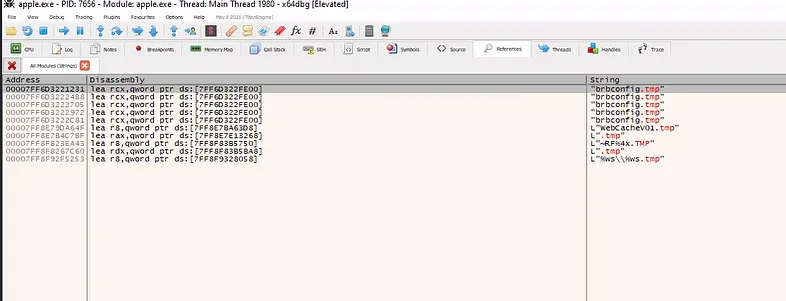 apple.exe - PID: 7656 - Module: apple.exe - Thread: Main Thread 1980 - x64dbg [Elevated]
File View Debug Tracing Plugins Favourites Options Help May 8 2021 (TitanEngine)
CPU Log Notes Breakpoints Memory Map Call Stack SEH Script Symbols Source References Threads Handles Trace
All Modules (Strings)
Address Disassembly String
00007FF6D3221231 lea rcx,qword ptr ds:[7FF6D322FE00] "brbconfig.tmp"
00007FF6D32224B8 lea rcx,qword ptr ds:[7FF6D322FE00] "brbconfig.tmp"
00007FF6D3222705 lea rcx,qword ptr ds:[7FF6D322FE00] "brbconfig.tmp"
00007FF6D3222972 lea rcx,qword ptr ds:[7FF6D322FE00] "brbconfig.tmp"
00007FF6D3222C81 lea rcx,qword ptr ds:[7FF6D322FE00] "brbconfig.tmp"
00007FF8E79DA64F lea r8,qword ptr ds:[7FF8E7BA63D8] L"WebCacheV01.tmp"
00007FF8E7B4C7BF lea rax,qword ptr ds:[7FF8E7E13268] L".tmp"
00007FF8F823EA43 lea r8,qword ptr ds:[7FF8F83B5750] L"~RF%4x.TMP"
00007FF8F8267C60 lea rdx,qword ptr ds:[7FF8F83B5BA8] L".tmp"
00007FF8F92F5253 lea r8,qword ptr ds:[7FF8F9328058] L"%ws\\%ws.tmp"